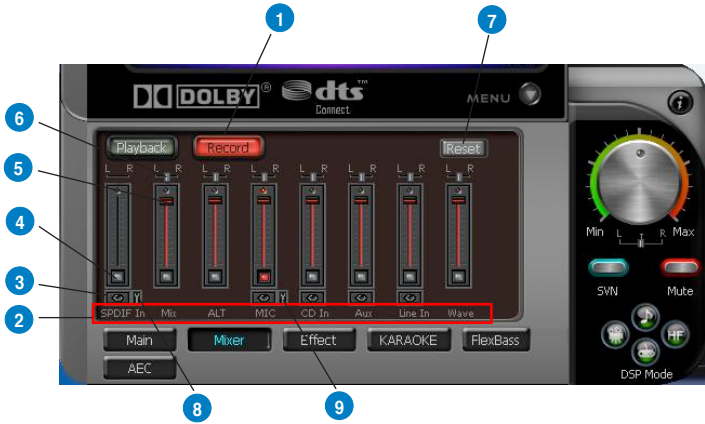 1
7
DOLBY®
dts™
Connect
MENU
i
6
Playback
Record
Reset
L R L R L R L R L R L R L R L R
5
Min L T R Max
4
SVN Mute
3
Y Y
2
SPDIF In Mix ALT MIC CD In Aux Line In Wave
HF
Main Mixer Effect KARAOKE FlexBass
AEC
DSP Mode
8 9